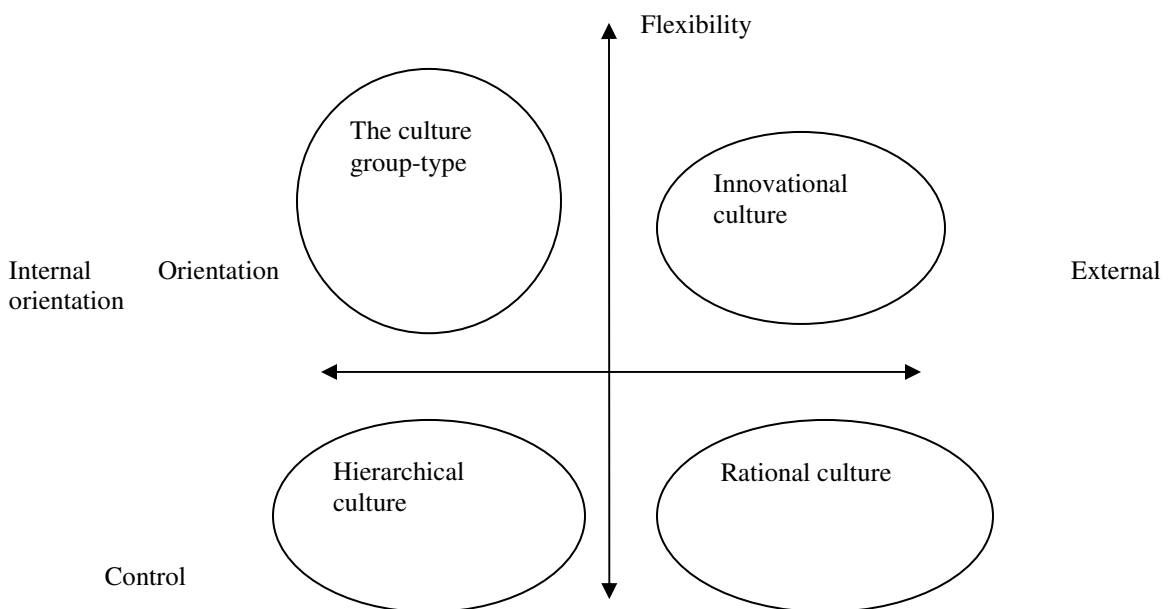 Flexibility
The culture
group-type
Innovational
culture
Internal Orientation External
orientation
Hierarchical
culture
Rational culture
Control